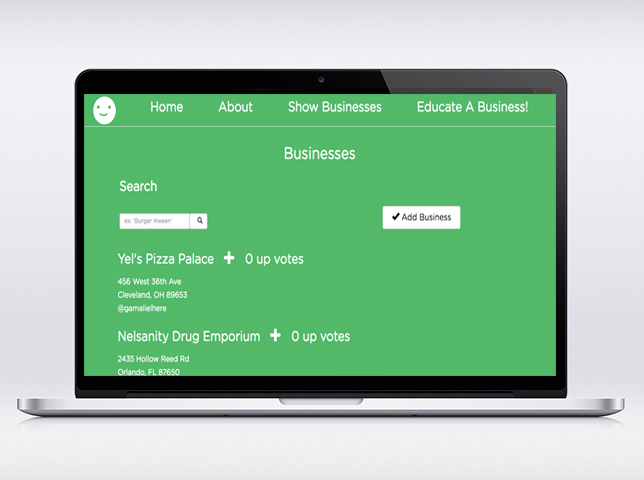 Home About Show Businesses Educate A Business!
Businesses
Search
ex: 'Burger Kween' Add Business
Yel's Pizza Palace 0 up votes
456 West 36th Ave
Cleveland, OH 89653
@gamalielhere
Nelsanity Drug Emporium 0 up votes
2435 Hollow Reed Rd
Orlando, FL 87650